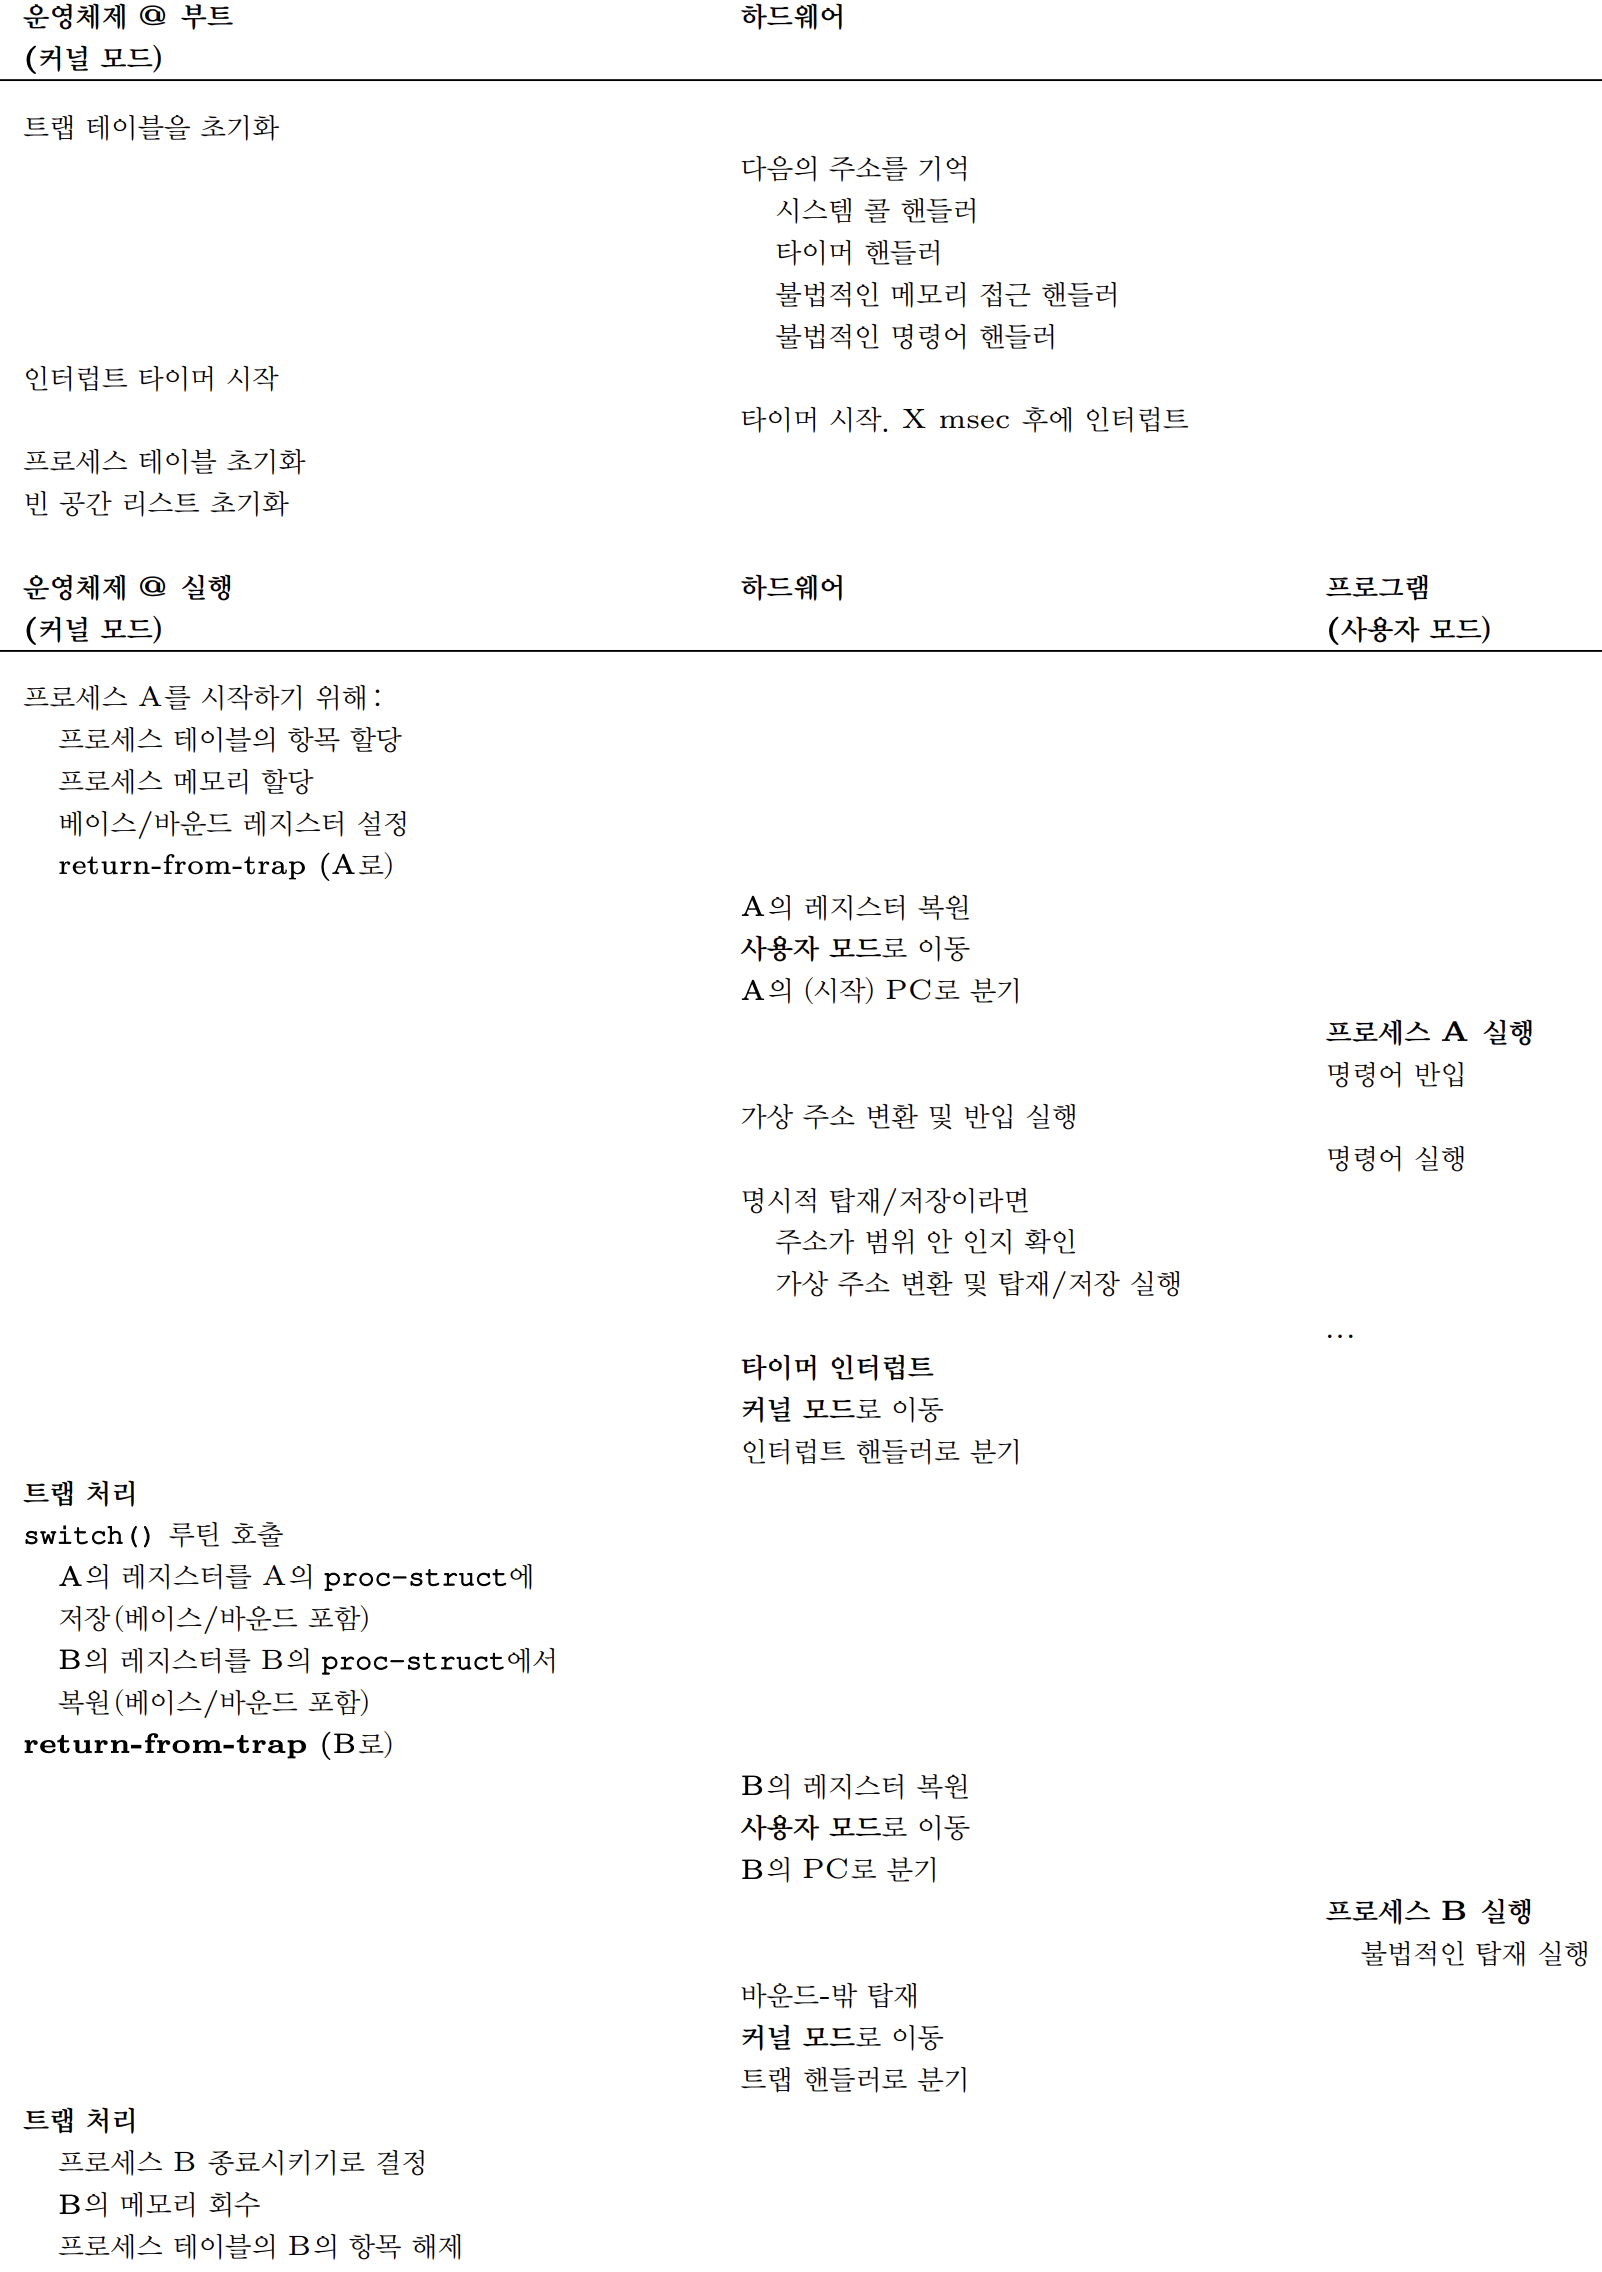 운영체제 @ 부트 하드웨어
(커널 모드)
트랩 테이블을 초기화
다음의 주소를 기억
시스템 콜 핸들러
타이머 핸들러
불법적인 메모리 접근 핸들러
불법적인 명령어 핸들러
인터럽트 타이머 시작
타이머 시작. X msec 후에 인터럽트
프로세스 테이블 초기화
빈 공간 리스트 초기화
운영체제 @ 실행 하드웨어 프로그램
(커널 모드) (사용자 모드)
프로세스 A를 시작하기 위해:
프로세스 테이블의 항목 할당
프로세스 메모리 할당
베이스/바운드 레지스터 설정
return-from-trap (A로)
A의 레지스터 복원
사용자 모드로 이동
A의 (시작) PC로 분기
프로세스 A 실행
명령어 반입
가상 주소 변환 및 반입 실행
명령어 실행
명시적 탑재/저장이라면
주소가 범위 안 인지 확인
가상 주소 변환 및 탑재/저장 실행
...
타이머 인터럽트
커널 모드로 이동
인터럽트 핸들러로 분기
트랩 처리
switch() 루틴 호출
A의 레지스터를 A의 proc-struct에
저장(베이스/바운드 포함)
B의 레지스터를 B의 proc-struct에서
복원(베이스/바운드 포함)
return-from-trap (B로)
B의 레지스터 복원
사용자 모드로 이동
B의 PC로 분기
프로세스 B 실행
불법적인 탑재 실행
바운드-밖 탑재
커널 모드로 이동
트랩 핸들러로 분기
트랩 처리
프로세스 B 종료시키기로 결정
B의 메모리 회수
프로세스 테이블의 B의 항목 해제